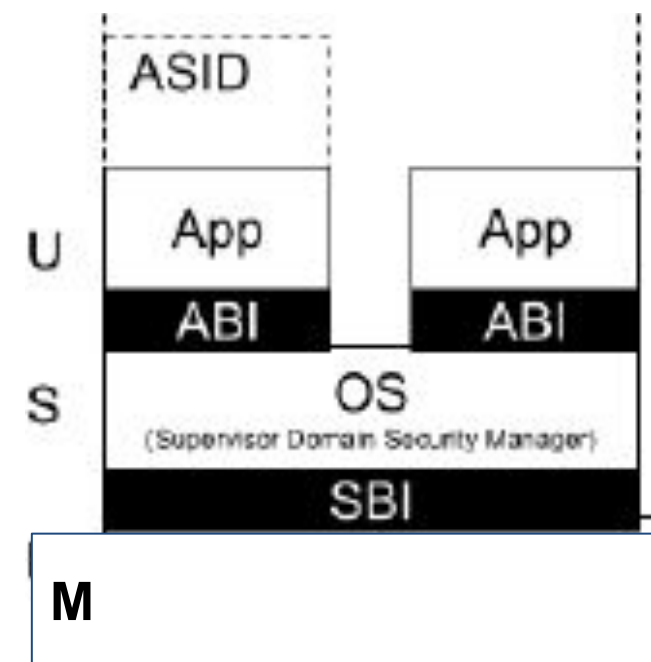 ASID
App
App
U
ABI
ABI
S
OS
(Supervisor Domain Security Manager)
SBI
M